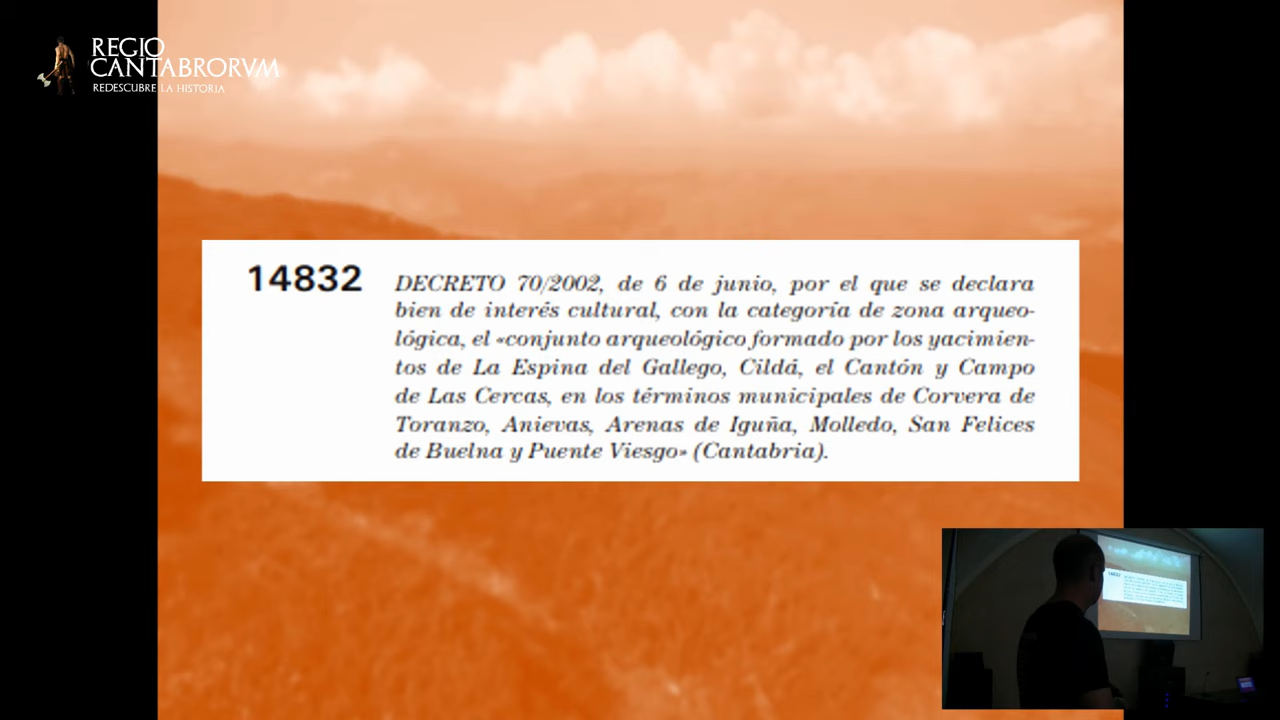 REGIO
CANTABRORVM
REDESCUBRE LA HISTORIA
14832
DECRETO 70/2002, de 6 de junio, por el que se declara
bien de interés cultural, con la categoría de zona arqueo-
lógica, el «conjunto arqueológico formado por los yacimien-
tos de La Espina del Gallego, Cildá, el Cantón y Campo
de Las Cercas, en los términos municipales de Corvera de
Toranzo, Anievas, Arenas de Iguña, Molledo, San Felices
de Buelna y Puente Viesgo» (Cantabria).
14832